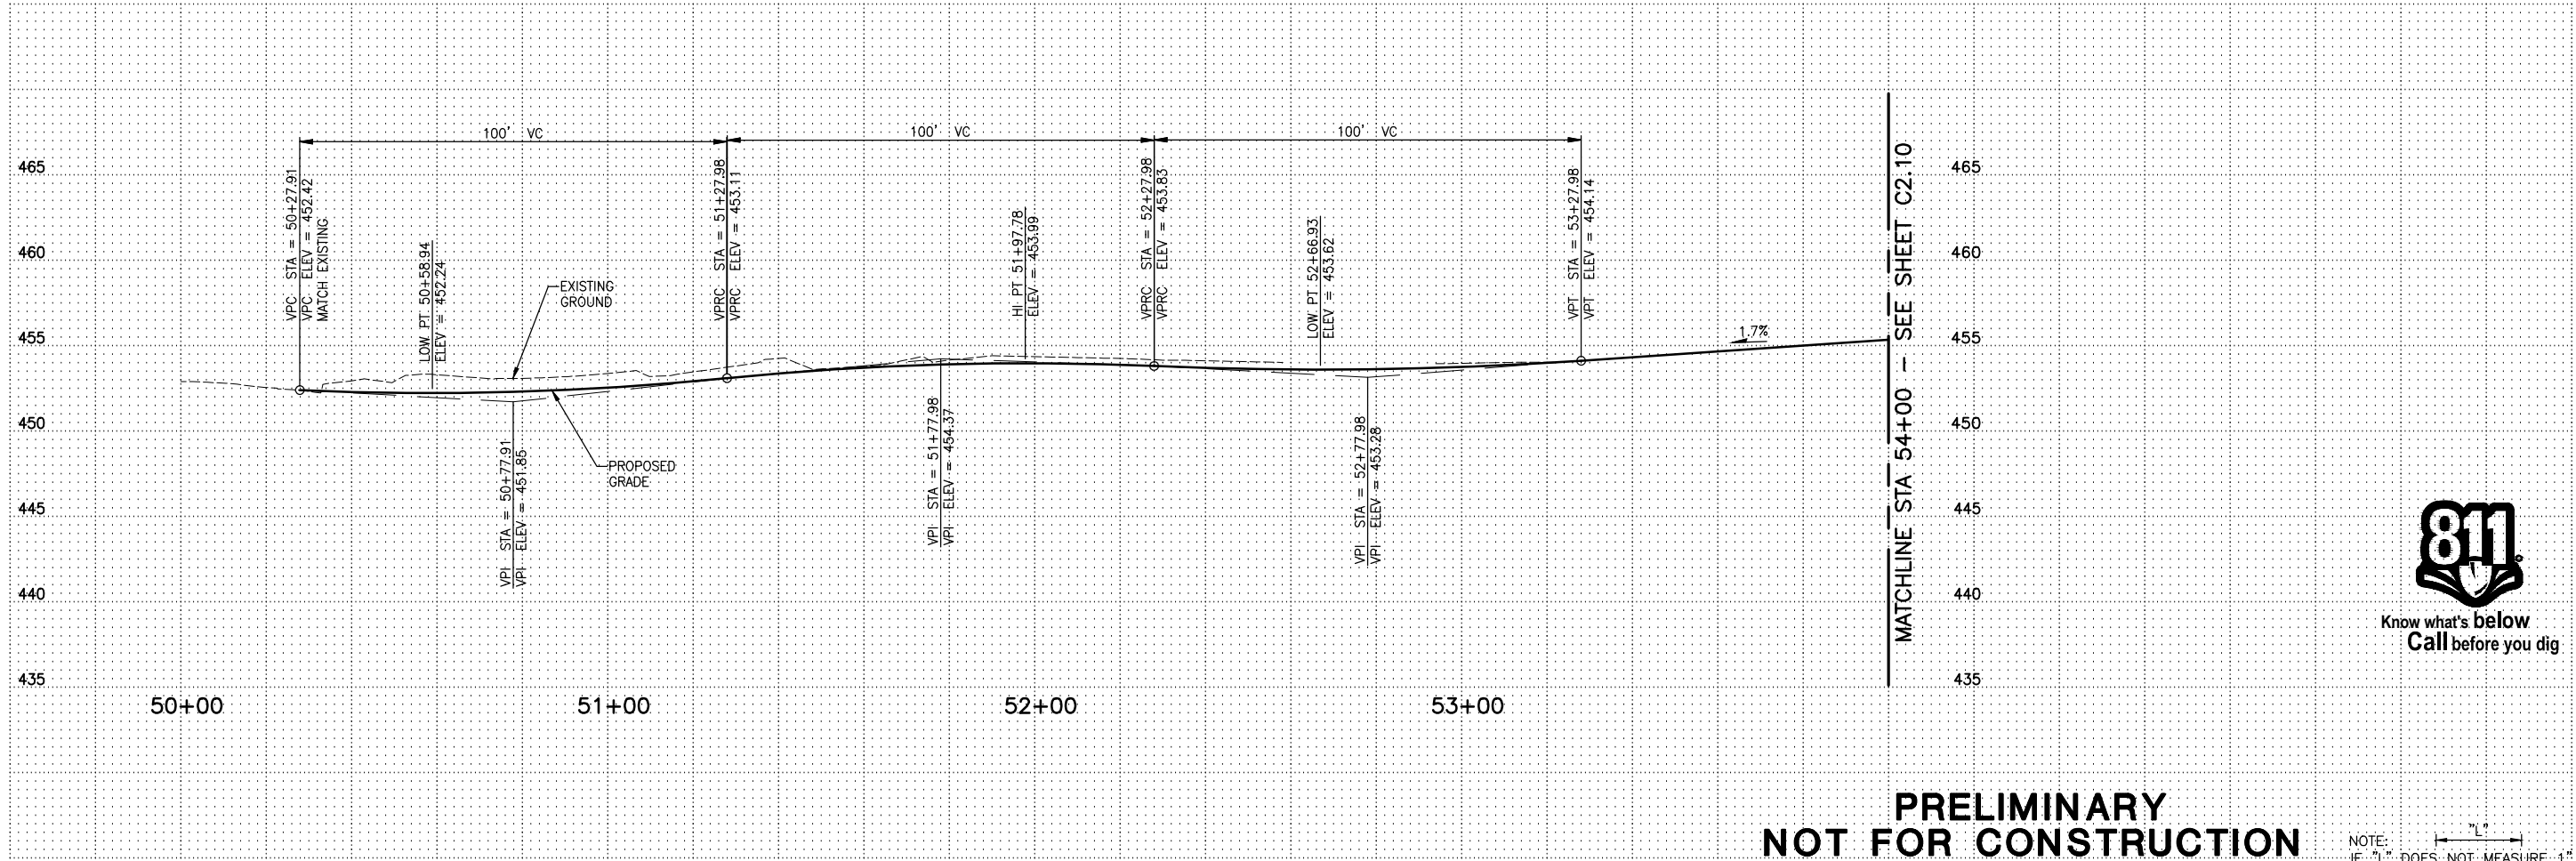 100' VC
100' VC
100' VC
465
460
455
450
445
440
435
VPC STA = 50+27.91
VPC ELEV = 452.42
MATCH EXISTING
LOW PT 50+58.94
ELEV = 452.24
EXISTING
GROUND
VPI STA = 50+77.91
VPI ELEV = 451.85
PROPOSED
GRADE
VPRC STA = 51+27.98
VPRC ELEV = 453.11
VPI STA = 51+77.98
VPI ELEV = 454.37
HI PT 51+97.78
ELEV = 453.99
VPRC STA = 52+27.98
VPRC ELEV = 453.83
LOW PT 52+66.93
ELEV = 453.62
VPI STA = 52+77.98
VPI ELEV = 453.28
VPT STA = 53+27.98
VPT ELEV = 454.14
1.7%
MATCHLINE STA 54+00 - SEE SHEET C2.10
465
460
455
450
445
440
435
50+00
51+00
52+00
53+00
811
Know what's below
Call before you dig
PRELIMINARY
NOT FOR CONSTRUCTION
NOTE:
"L"
IF "L" DOES NOT MEASURE 1"